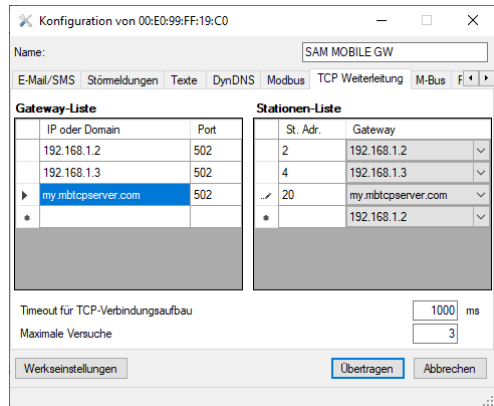 Konfiguration von 00:E0:99:FF:19:C0
Name: SAM MOBILE GW
E-Mail/SMS Störmeldungen Texte DynDNS Modbus TCP Weiterleitung M-Bus
Gateway-Liste Stationen-Liste
IP oder Domain Port St. Adr. Gateway
192.168.1.2 502 2 192.168.1.2
192.168.1.3 502 4 192.168.1.3
my.mbtcpserver.com 502 20 my.mbtcpserver.com
192.168.1.2
Timeout für TCP-Verbindungsaufbau 1000 ms
Maximale Versuche 3
Werkseinstellungen Übertragen Abbrechen